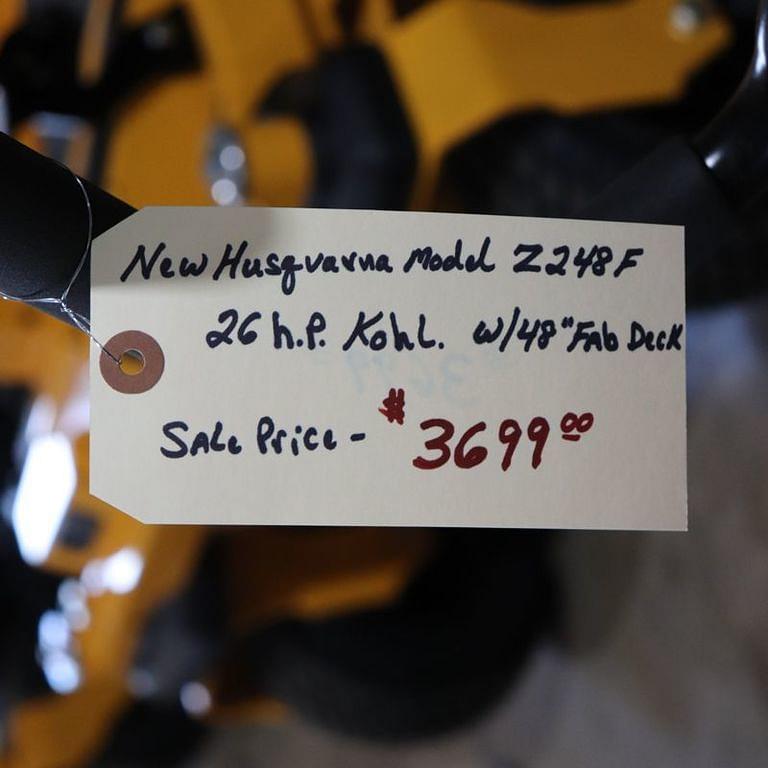 New Husqvarna Model Z248F
26 h.p. Kohl. w/48" Fab Deck
Sale Price - $3699.00